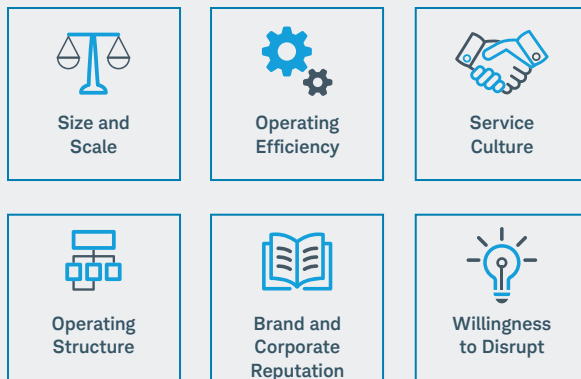 Size and
Scale
Operating
Efficiency
Service
Culture
Operating
Structure
Brand and
Corporate
Reputation
Willingness
to Disrupt